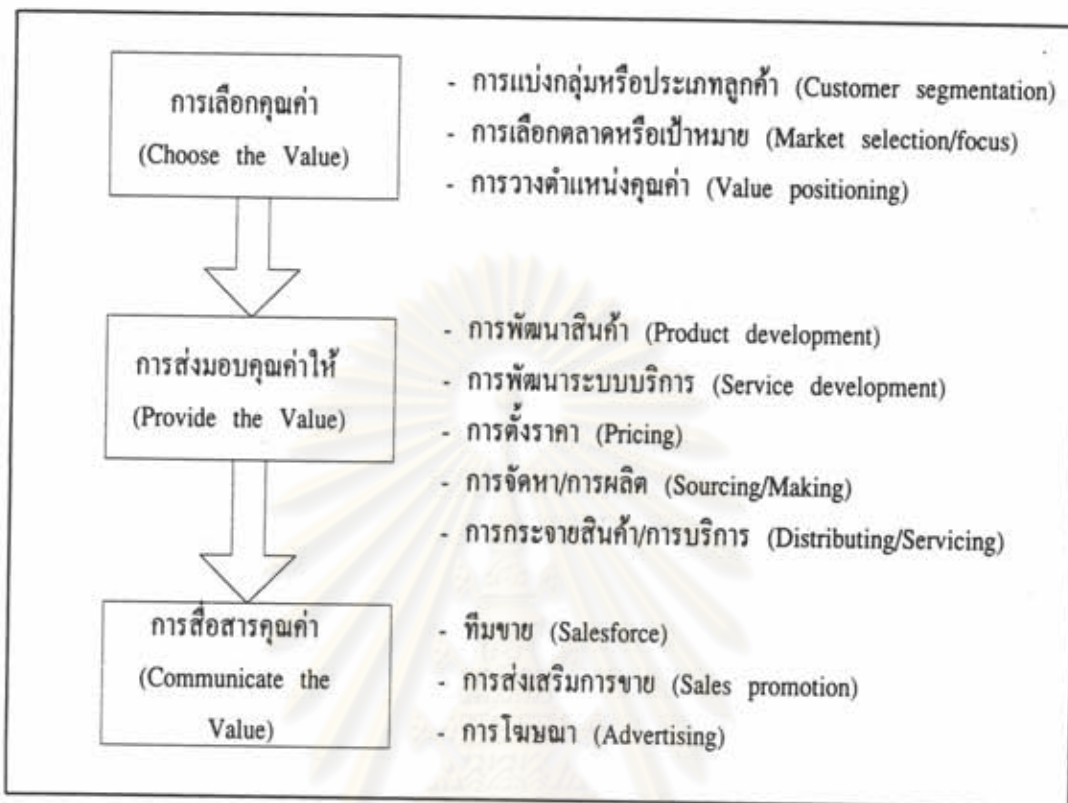 การเลือกคุณค่า
(Choose the Value)
- การแบ่งกลุ่มหรือประเภทลูกค้า (Customer segmentation)
- การเลือกตลาดหรือเป้าหมาย (Market selection/focus)
- การวางตำแหน่งคุณค่า (Value positioning)
การส่งมอบคุณค่าให้
(Provide the Value)
- การพัฒนาสินค้า (Product development)
- การพัฒนาระบบบริการ (Service development)
- การตั้งราคา (Pricing)
- การจัดหา/การผลิต (Sourcing/Making)
- การกระจายสินค้า/การบริการ (Distributing/Servicing)
การสื่อสารคุณค่า
(Communicate the
Value)
- ทีมขาย (Salesforce)
- การส่งเสริมการขาย (Sales promotion)
- การโฆษณา (Advertising)